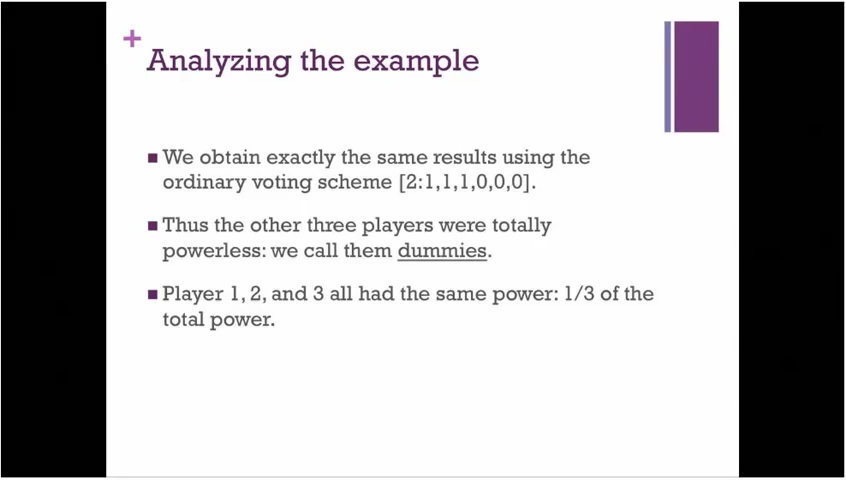 +
Analyzing the example
■ We obtain exactly the same results using the
ordinary voting scheme [2:1,1,1,0,0,0].
■ Thus the other three players were totally
powerless: we call them dummies.
■ Player 1, 2, and 3 all had the same power: 1/3 of the
total power.